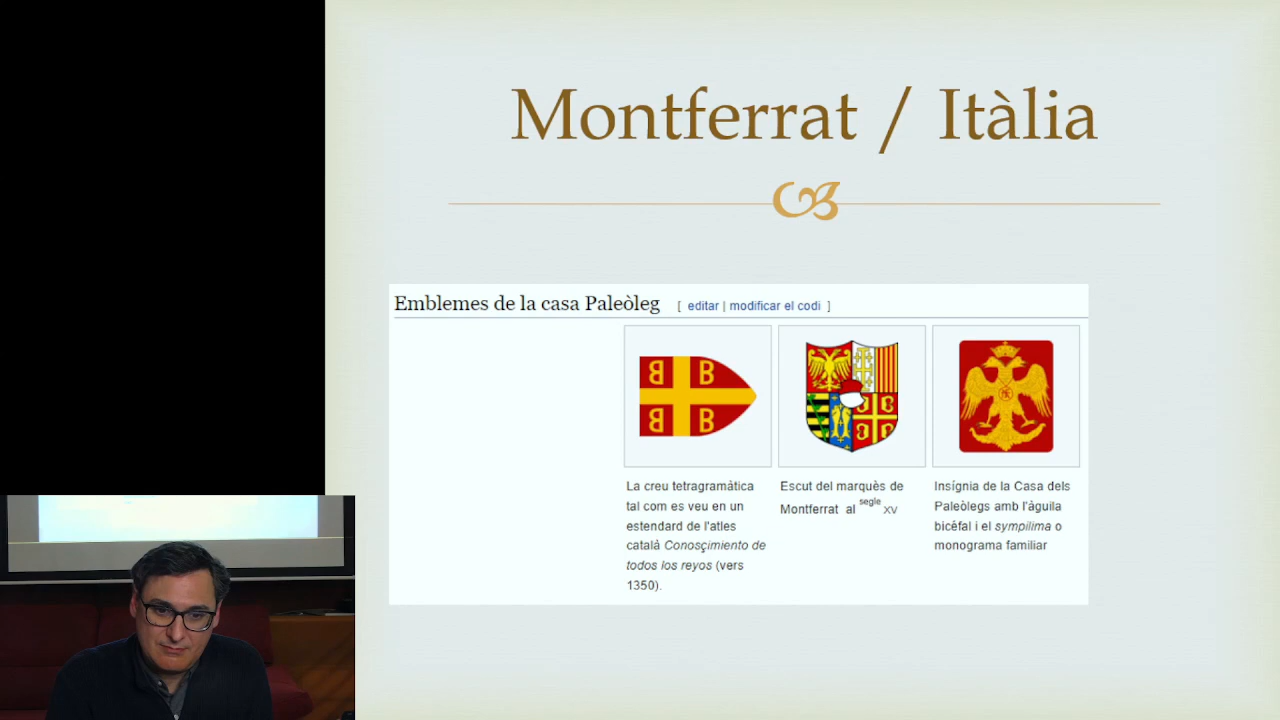 Montferrat / Itàlia
Emblemes de la casa Paleòleg [ editar | modificar el codi ]
B B
B B
La creu tetragramàtica
tal com es veu en un
estendard de l'atles
català Conosçimiento de
todos los reyos (vers
1350).
Escut del marquès de
Montferrat al segle XV
Insígnia de la Casa dels
Paleòlegs amb l'àguila
bicéfal i el sympilima o
monograma familiar